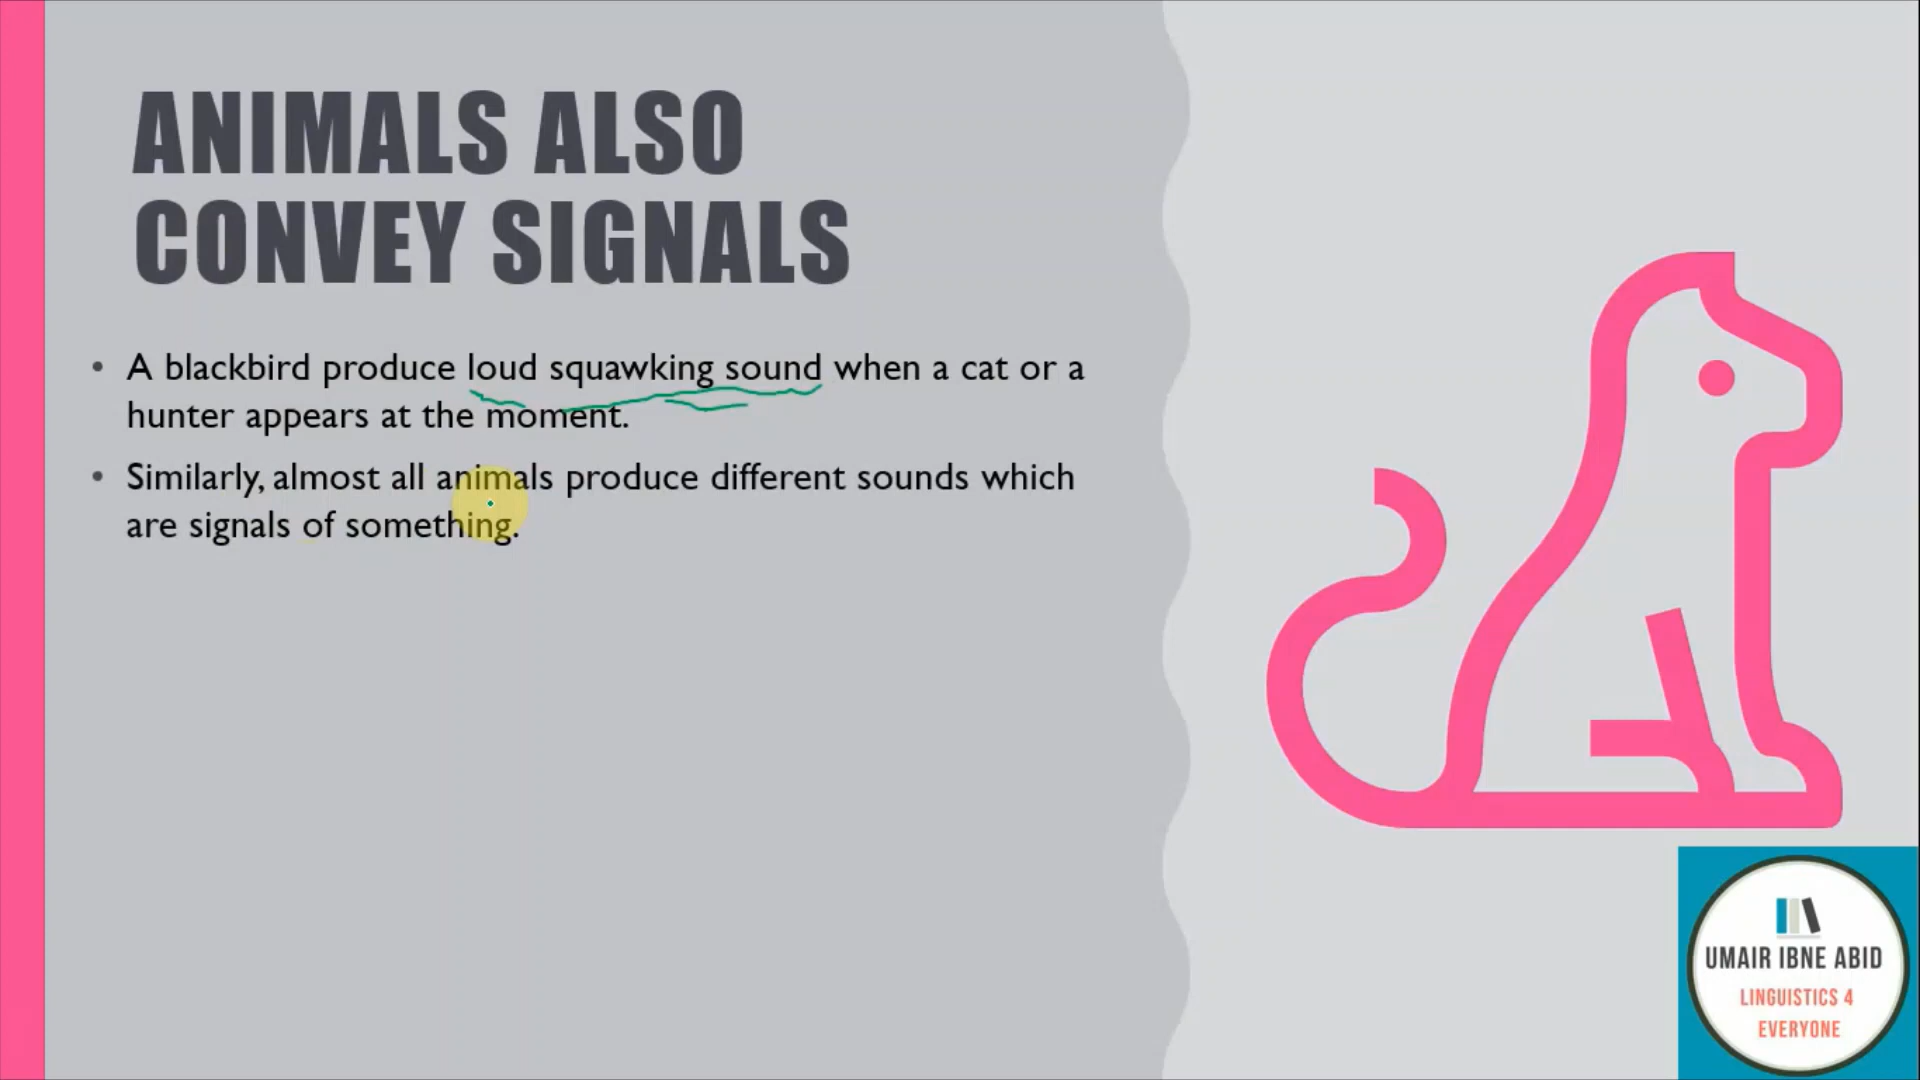 ANIMALS ALSO
CONVEY SIGNALS
• A blackbird produce loud squawking sound when a cat or a
hunter appears at the moment.
• Similarly, almost all animals produce different sounds which
are signals of something.
UMAIR IBNE ABID
LINGUISTICS 4
EVERYONE